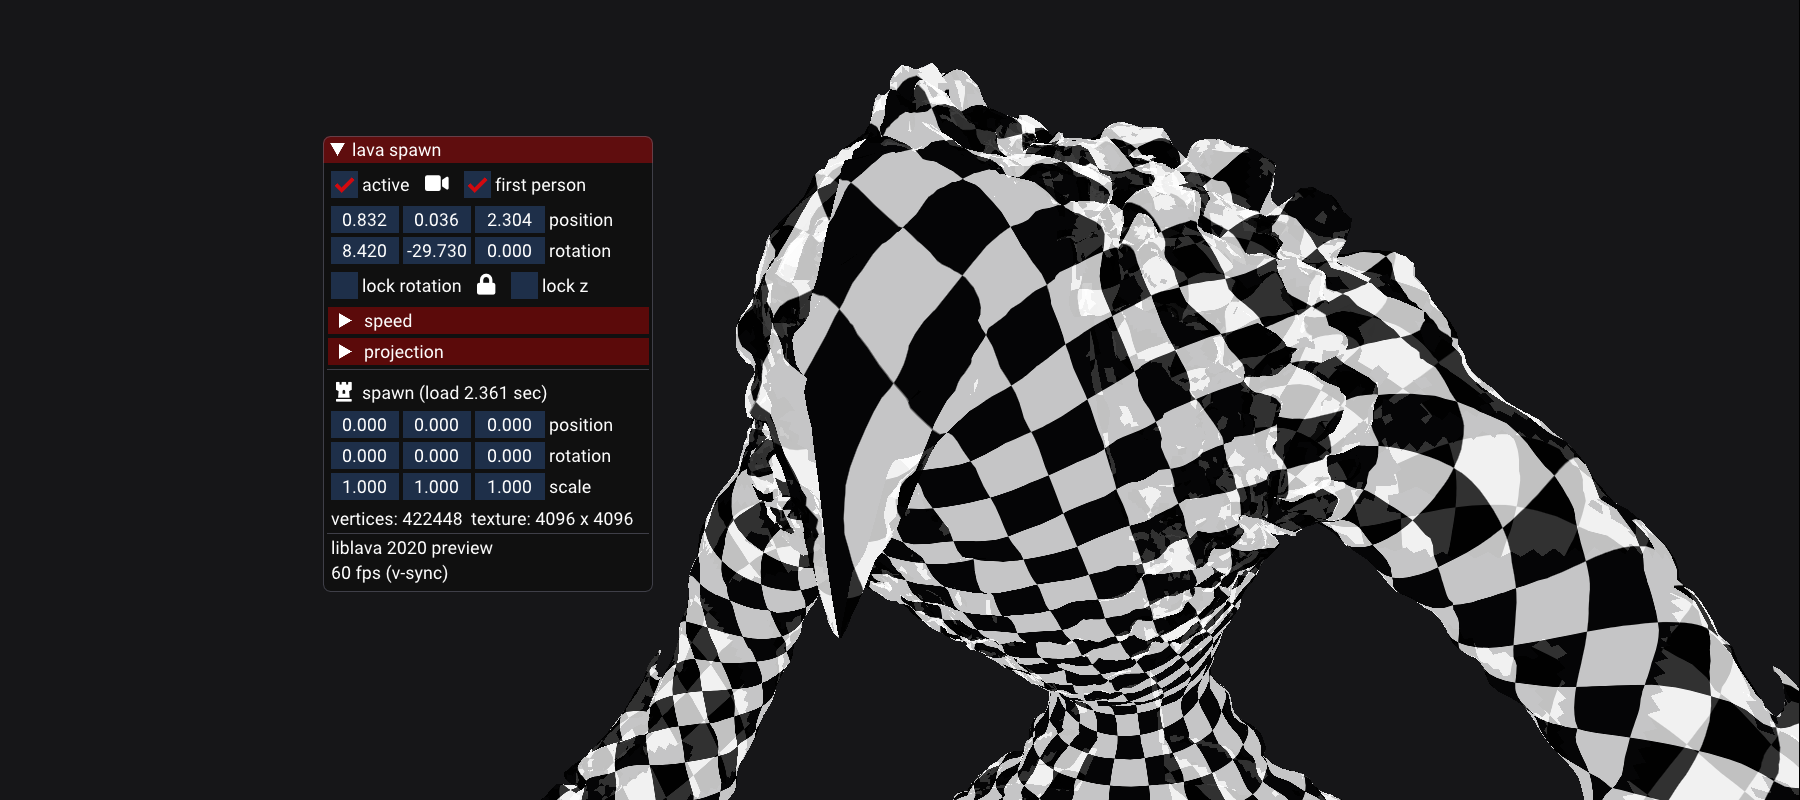 lava spawn
active first person
0.832 0.036 2.304 position
8.420 -29.730 0.000 rotation
lock rotation lock z
speed
projection
spawn (load 2.361 sec)
0.000 0.000 0.000 position
0.000 0.000 0.000 rotation
1.000 1.000 1.000 scale
vertices: 422448 texture: 4096 x 4096
liblava 2020 preview
60 fps (v-sync)